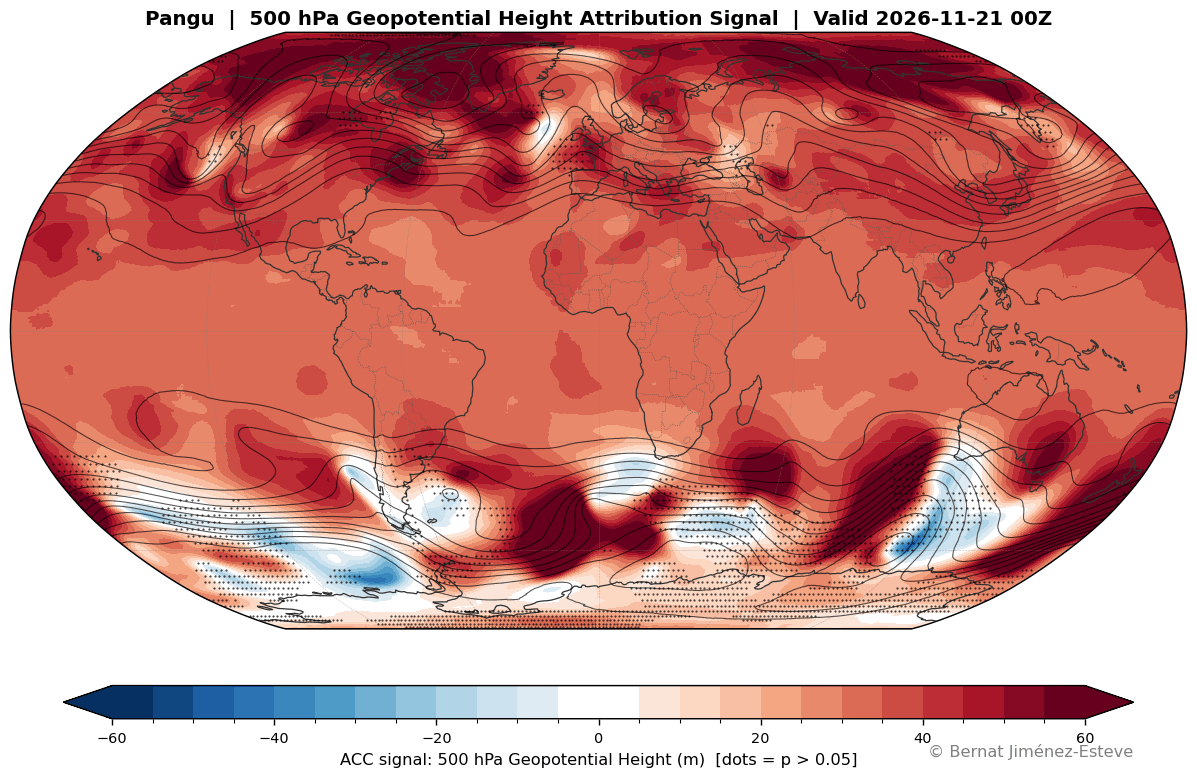 Pangu | 500 hPa Geopotential Height Attribution Signal | Valid 2026-11-21 00Z
−60 −40 −20 0 20 40 60
© Bernat Jiménez-Esteve
ACC signal: 500 hPa Geopotential Height (m) [dots = p > 0.05]